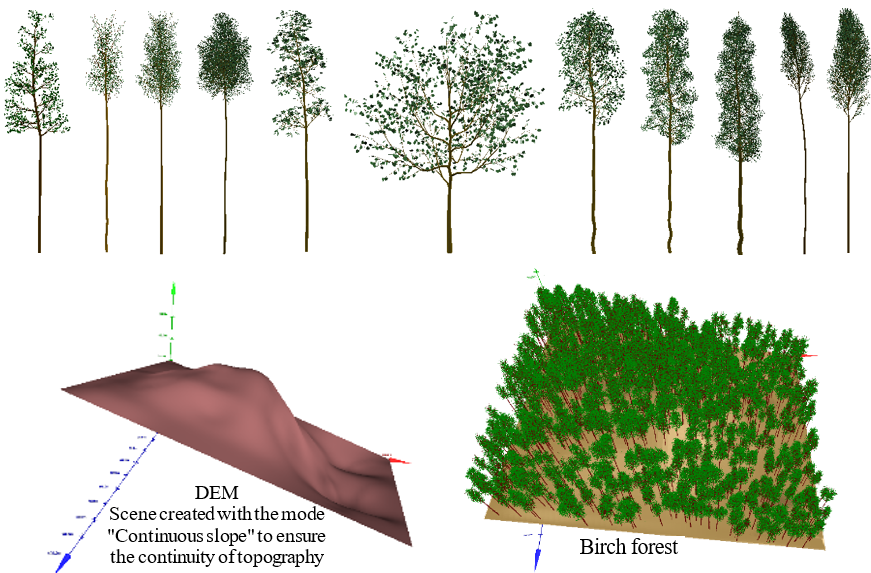 DEM
Scene created with the mode
"Continuous slope" to ensure
the continuity of topography
Birch forest